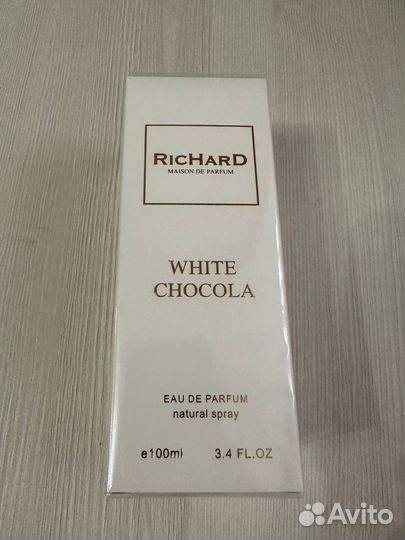 RicHarD
MAISON DE PARFUM
WHITE
CHOCOLA
EAU DE PARFUM
natural spray
e100ml 3.4 FL.OZ
Avito